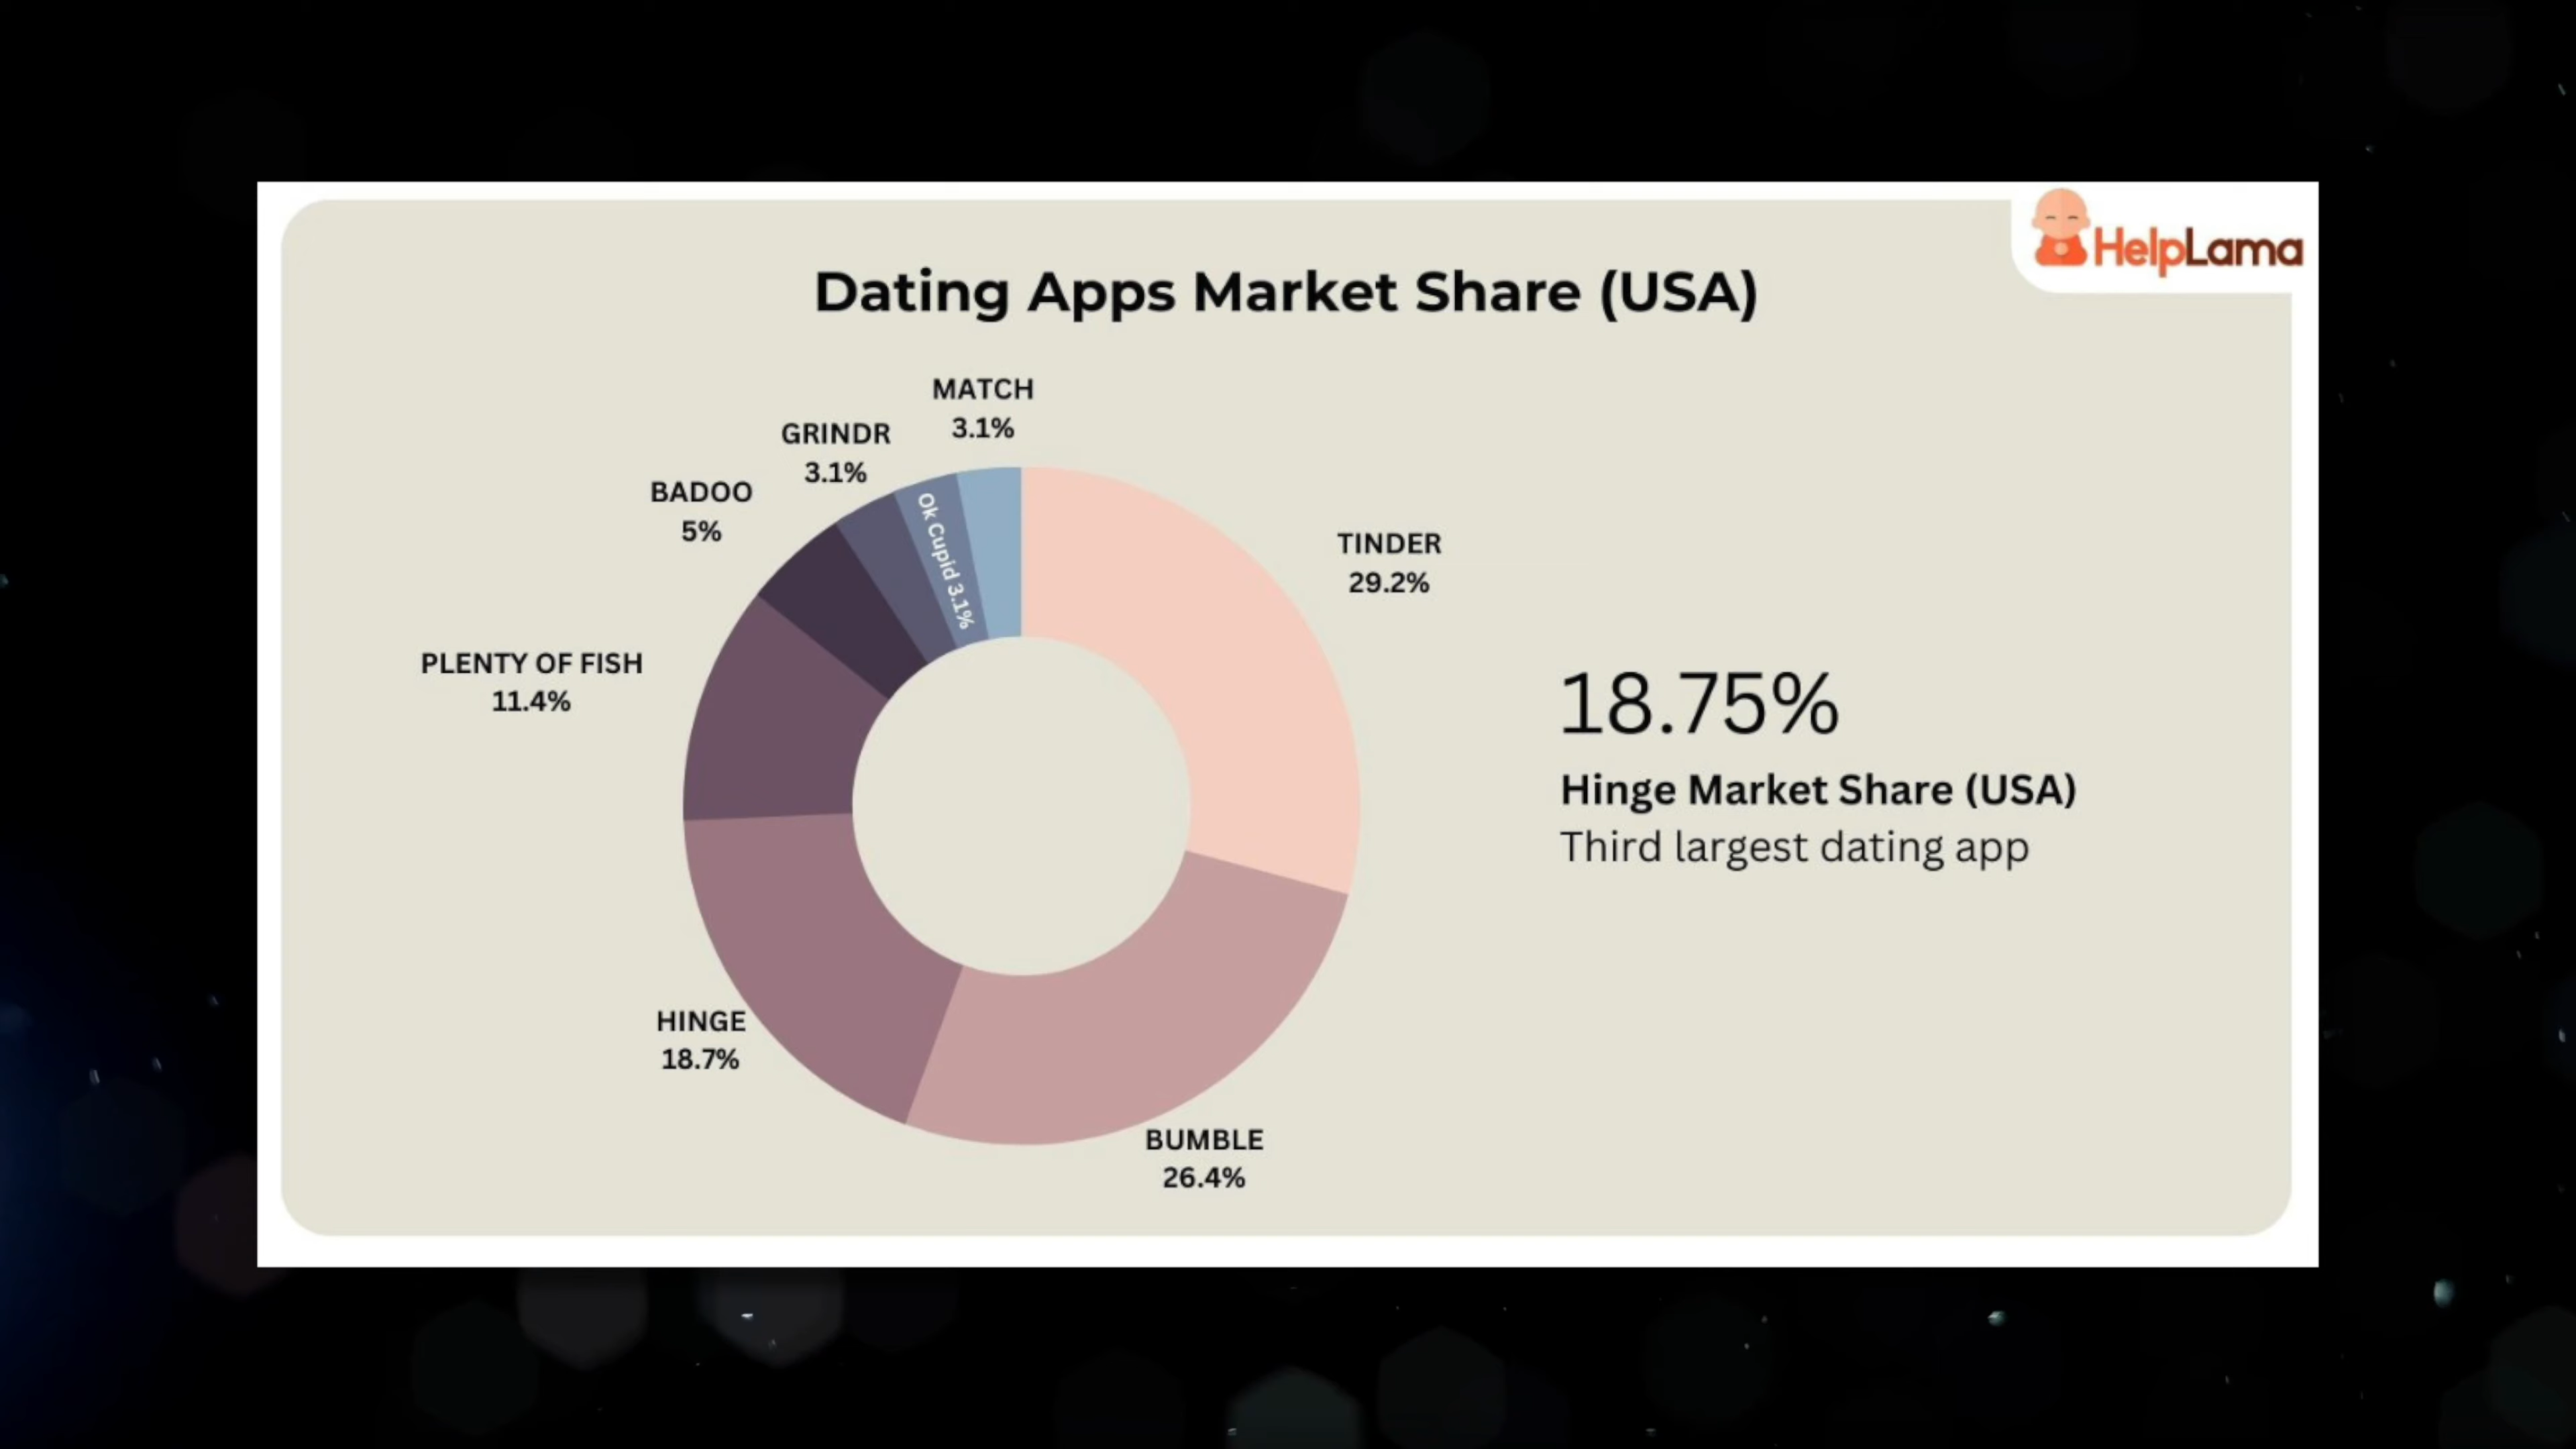 HelpLama
Dating Apps Market Share (USA)
MATCH
3.1%
GRINDR
3.1%
BADOO
5%
Ok Cupid 3.1%
TINDER
29.2%
PLENTY OF FISH
11.4%
18.75%
Hinge Market Share (USA)
Third largest dating app
HINGE
18.7%
BUMBLE
26.4%